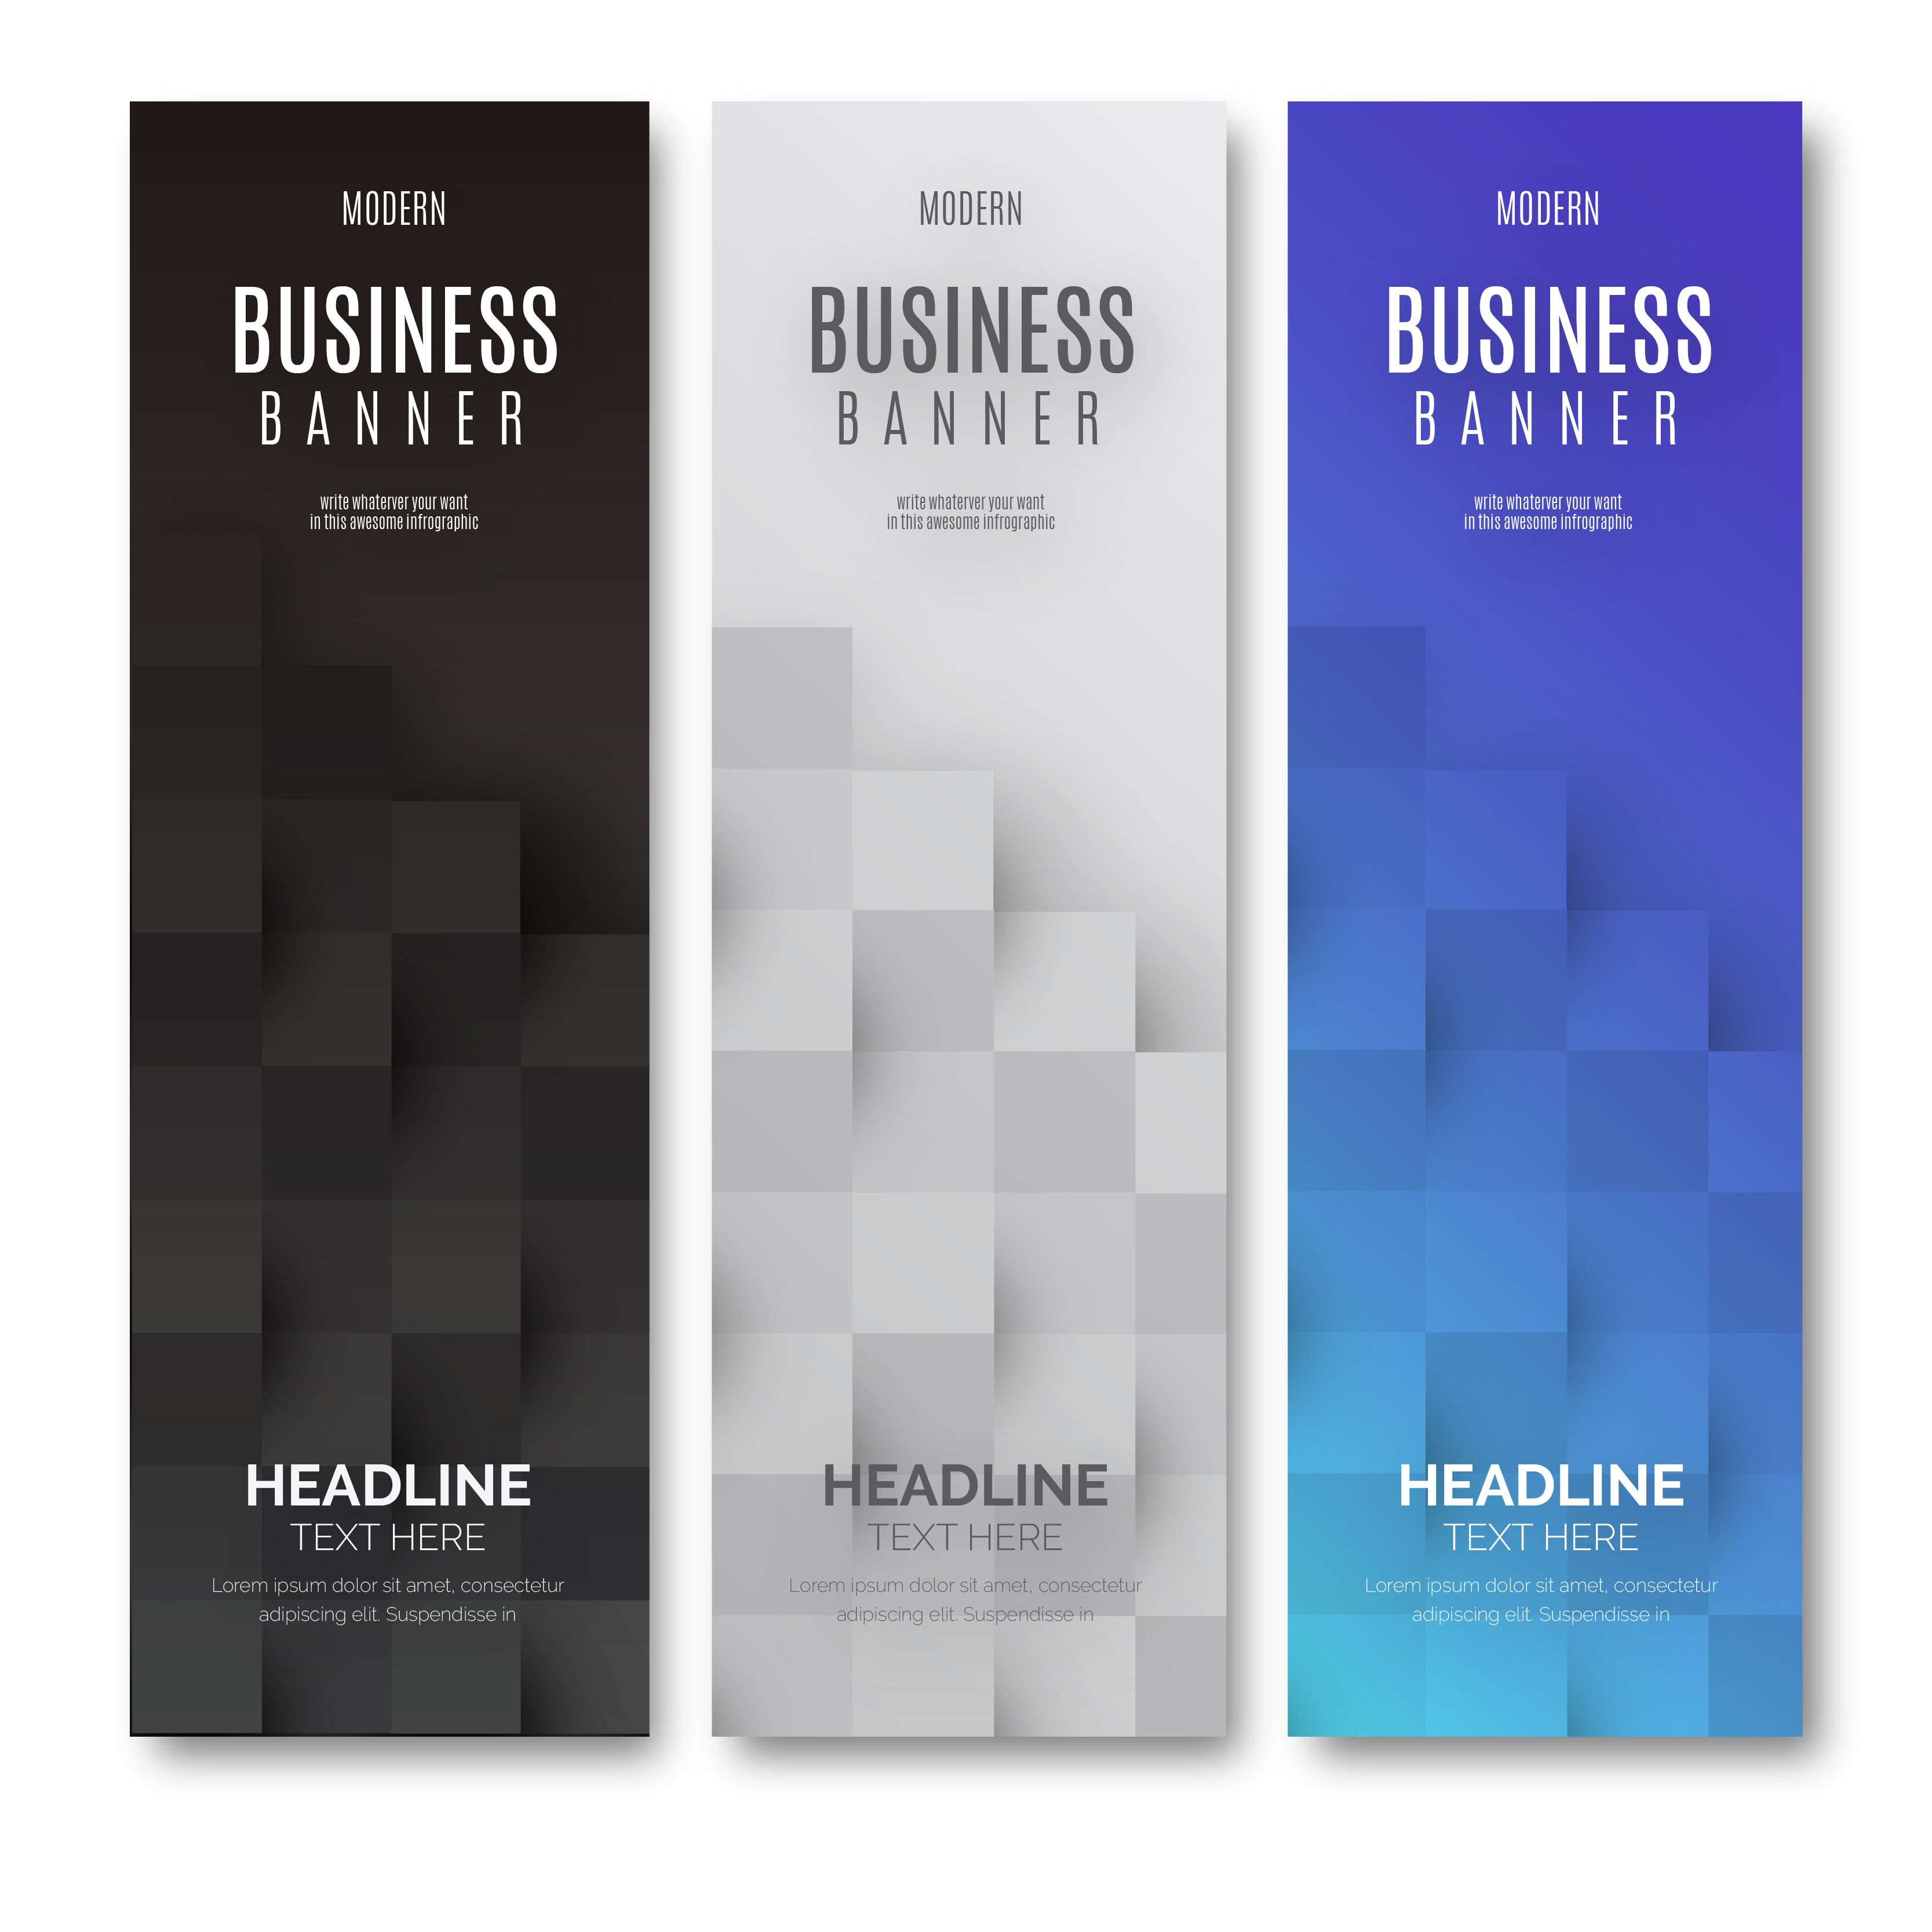 MODERN
BUSINESS
BANNER
write whaterver your want
in this awesome infrographic
HEADLINE
TEXT HERE
Lorem ipsum dolor sit amet, consectetur
adipiscing elit. Suspendisse in
MODERN
BUSINESS
BANNER
write whaterver your want
in this awesome infrographic
HEADLINE
TEXT HERE
Lorem ipsum dolor sit amet, consectetur
adipiscing elit. Suspendisse in
MODERN
BUSINESS
BANNER
write whaterver your want
in this awesome infrographic
HEADLINE
TEXT HERE
Lorem ipsum dolor sit amet, consectetur
adipiscing elit. Suspendisse in